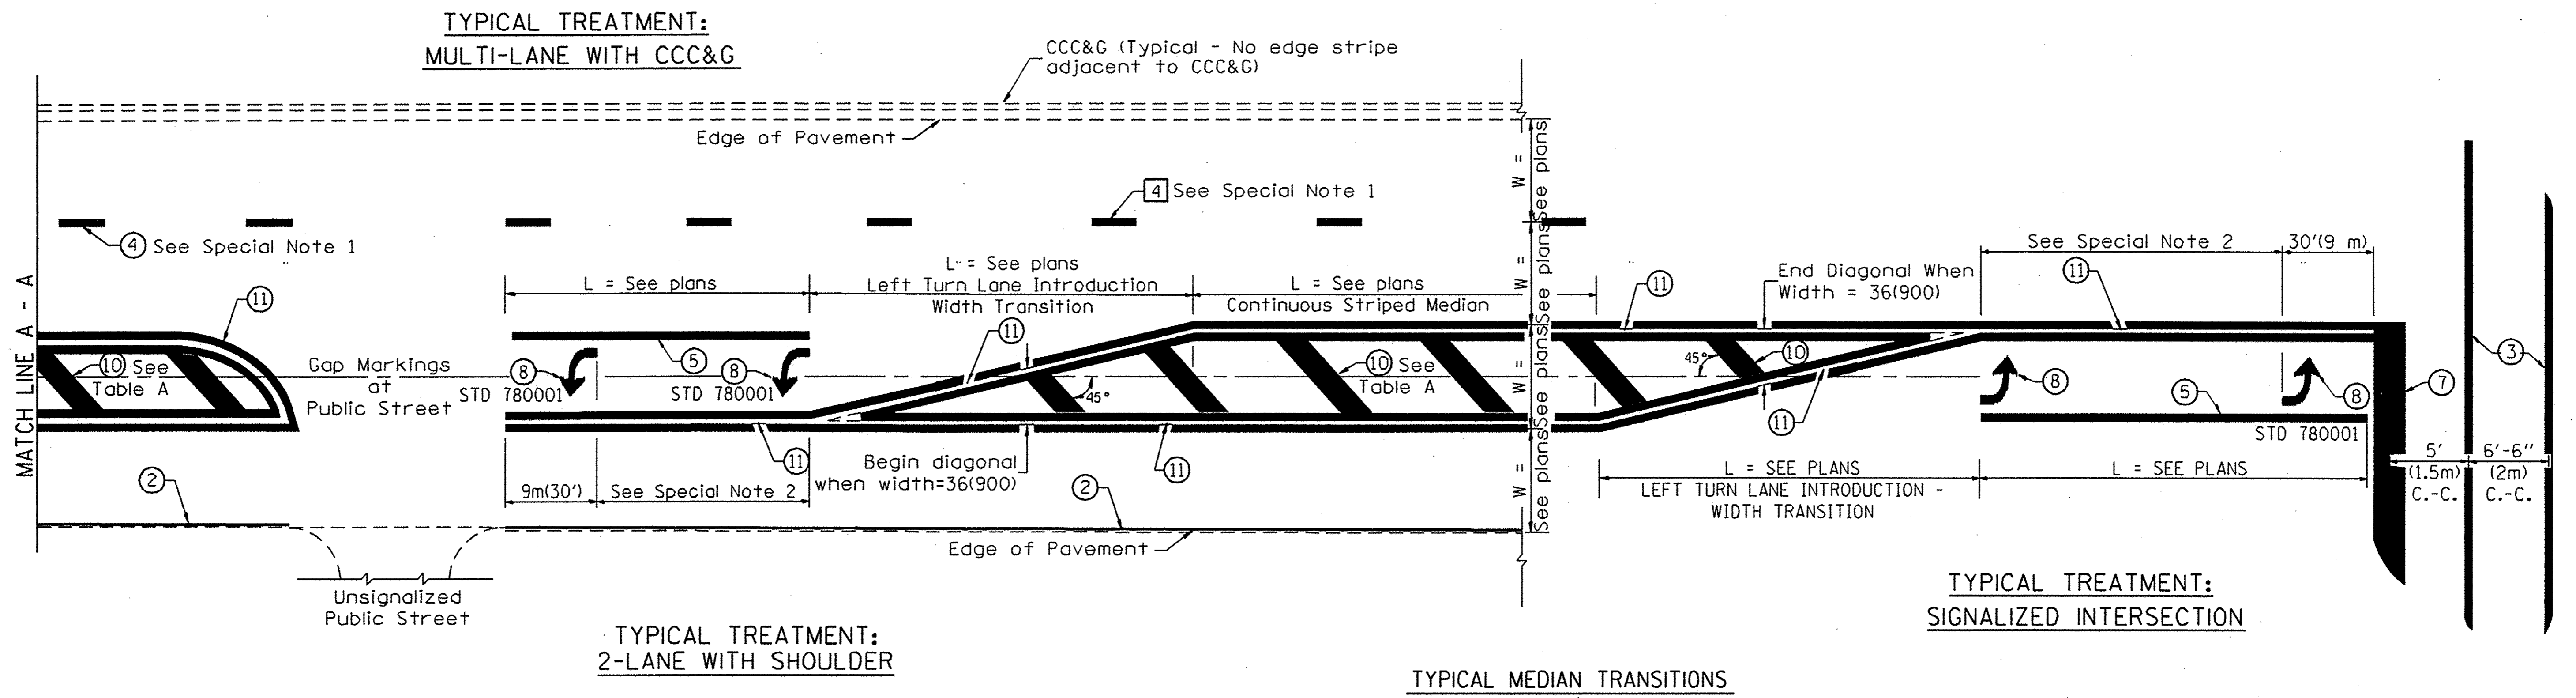 TYPICAL TREATMENT:
MULTI-LANE WITH CCC&G
CCC&G (Typical - No edge stripe
adjacent to CCC&G)
Edge of Pavement
4 See Special Note 1
4 See Special Note 1
MATCH LINE A - A
11
10 See
Table A
Gap Markings
at
Public Street
2
Unsignalized
Public Street
L = See plans
8
STD 780001
5
8
STD 780001
L = See plans
Left Turn Lane Introduction
Width Transition
11
45°
L = See plans
Continuous Striped Median
10 See
Table A
W = See plans
W = See plans
W = See plans
W = See plans
11
End Diagonal When
Width = 36(900)
45°
10
11
See Special Note 2
30'(9 m)
11
8
5
8
STD 780001
3
7
5'
(1.5m)
C.-C.
6'-6"
(2m)
C.-C.
9m(30')
See Special Note 2
11
Begin diagonal
when width=36(900)
11
2
Edge of Pavement
L = SEE PLANS
LEFT TURN LANE INTRODUCTION -
WIDTH TRANSITION
L = SEE PLANS
TYPICAL TREATMENT:
2-LANE WITH SHOULDER
TYPICAL TREATMENT:
SIGNALIZED INTERSECTION
TYPICAL MEDIAN TRANSITIONS